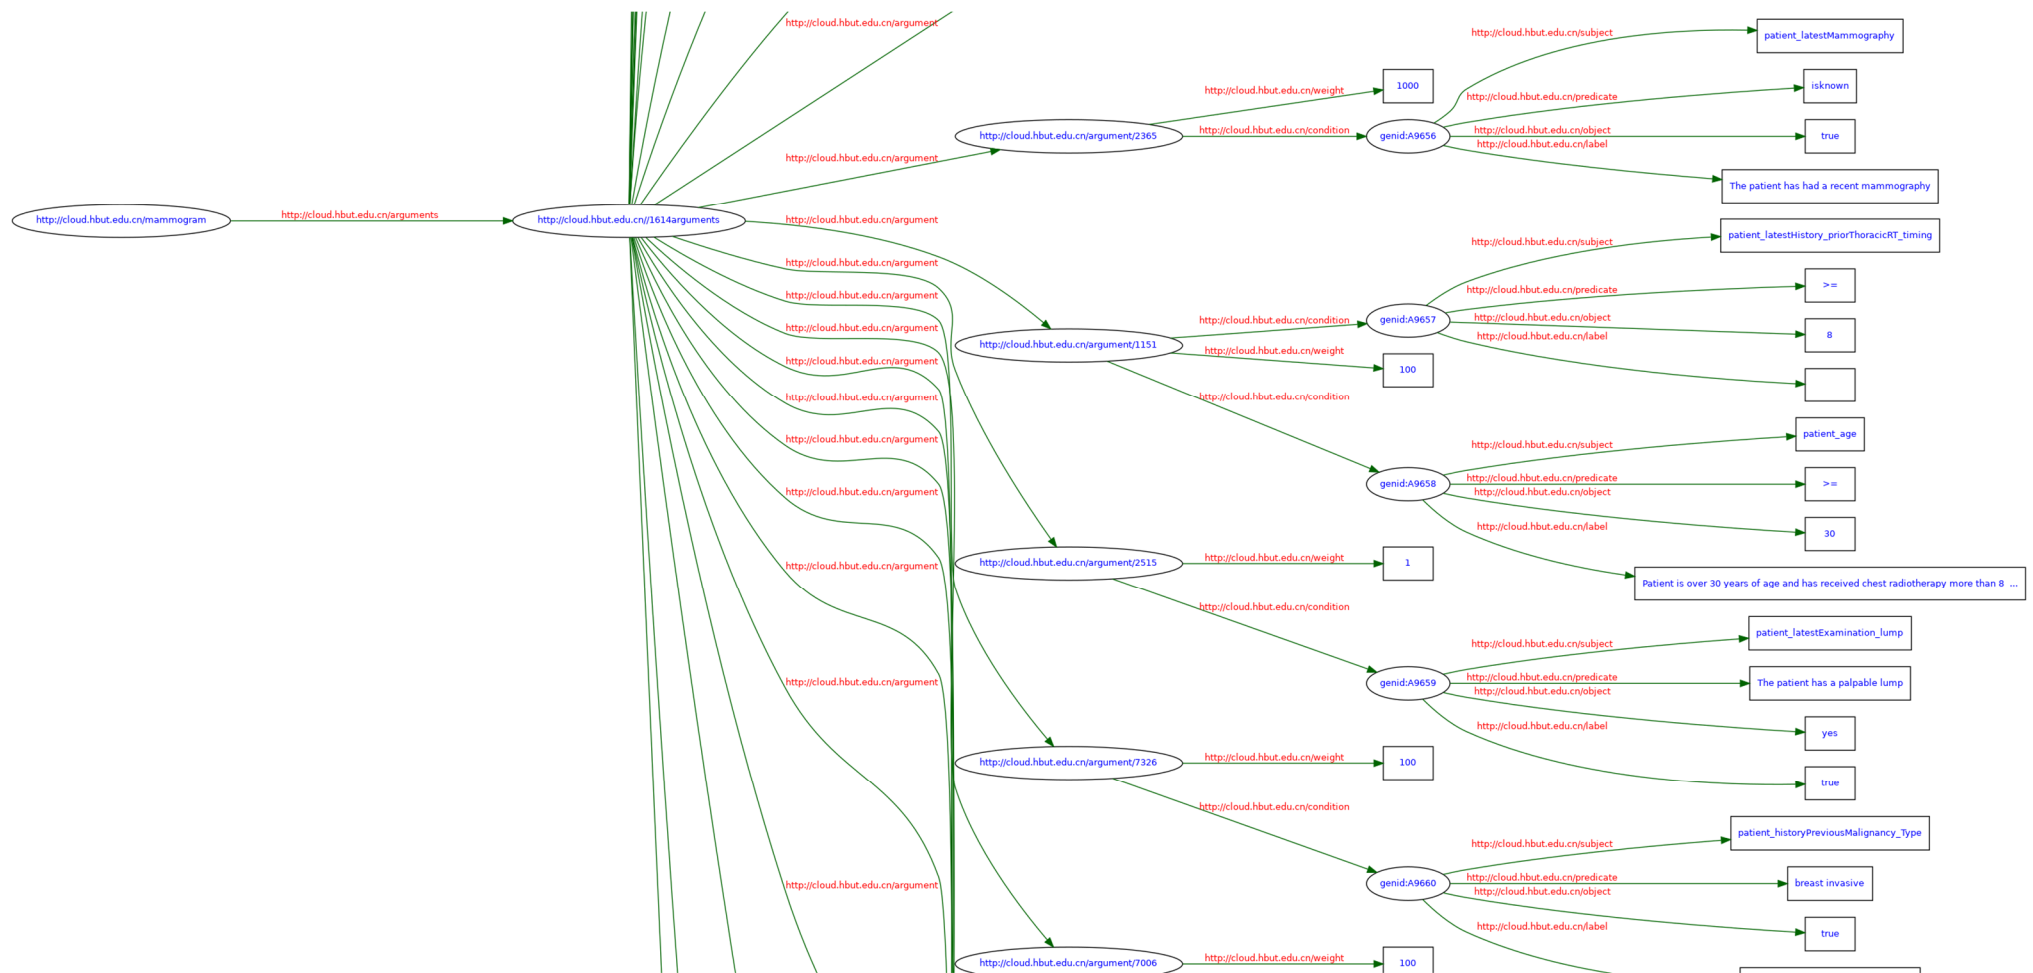 http://cloud.hbut.edu.cn/argument
http://cloud.hbut.edu.cn/subject
patient_latestMammography
http://cloud.hbut.edu.cn/weight
1000
http://cloud.hbut.edu.cn/predicate
isknown
http://cloud.hbut.edu.cn/argument/2365
http://cloud.hbut.edu.cn/condition
genid:A9656
http://cloud.hbut.edu.cn/object
true
http://cloud.hbut.edu.cn/label
The patient has had a recent mammography
http://cloud.hbut.edu.cn/argument
http://cloud.hbut.edu.cn/mammogram
http://cloud.hbut.edu.cn/arguments
http://cloud.hbut.edu.cn//1614arguments
http://cloud.hbut.edu.cn/argument
http://cloud.hbut.edu.cn/subject
patient_latestHistory_priorThoracicRT_timing
http://cloud.hbut.edu.cn/argument
http://cloud.hbut.edu.cn/predicate
>=
http://cloud.hbut.edu.cn/argument
http://cloud.hbut.edu.cn/condition
genid:A9657
http://cloud.hbut.edu.cn/object
8
http://cloud.hbut.edu.cn/argument
http://cloud.hbut.edu.cn/label
http://cloud.hbut.edu.cn/argument/1151
http://cloud.hbut.edu.cn/weight
100
http://cloud.hbut.edu.cn/argument
http://cloud.hbut.edu.cn/argument
http://cloud.hbut.edu.cn/condition
http://cloud.hbut.edu.cn/argument
http://cloud.hbut.edu.cn/subject
patient_age
http://cloud.hbut.edu.cn/predicate
>=
genid:A9658
http://cloud.hbut.edu.cn/object
30
http://cloud.hbut.edu.cn/argument
http://cloud.hbut.edu.cn/label
Patient is over 30 years of age and has received chest radiotherapy more than 8 ...
http://cloud.hbut.edu.cn/argument
http://cloud.hbut.edu.cn/argument/2515
http://cloud.hbut.edu.cn/weight
1
http://cloud.hbut.edu.cn/condition
http://cloud.hbut.edu.cn/subject
patient_latestExamination_lump
http://cloud.hbut.edu.cn/argument
genid:A9659
http://cloud.hbut.edu.cn/predicate
The patient has a palpable lump
http://cloud.hbut.edu.cn/object
yes
http://cloud.hbut.edu.cn/label
true
http://cloud.hbut.edu.cn/argument/7326
http://cloud.hbut.edu.cn/weight
100
http://cloud.hbut.edu.cn/condition
http://cloud.hbut.edu.cn/subject
patient_historyPreviousMalignancy_Type
http://cloud.hbut.edu.cn/argument
genid:A9660
http://cloud.hbut.edu.cn/predicate
breast invasive
http://cloud.hbut.edu.cn/object
true
http://cloud.hbut.edu.cn/label
http://cloud.hbut.edu.cn/argument/7006
http://cloud.hbut.edu.cn/weight
100